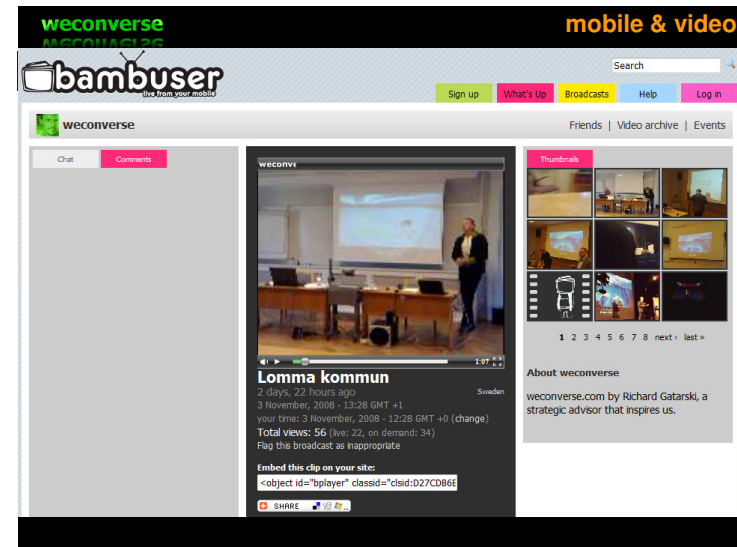 weconverse
mobile & video
bambuser
live from your mobile
Search
Sign up
What's Up
Broadcasts
Help
Log in
weconverse
Friends | Video archive | Events
Chat
Comments
weconve
1:07
Lomma kommun
2 days, 22 hours ago
Sweden
3 November, 2008 - 13:28 GMT +1
your time: 3 November, 2008 - 12:28 GMT +0 (change)
Total views: 56 (live: 22, on demand: 34)
Flag this broadcast as inappropriate
Embed this clip on your site:
<object id="bplayer" classid="clsid:D27CDB6E
SHARE
Thumbnails
1 2 3 4 5 6 7 8 next › last »
About weconverse
weconverse.com by Richard Gatarski, a
strategic advisor that inspires us.